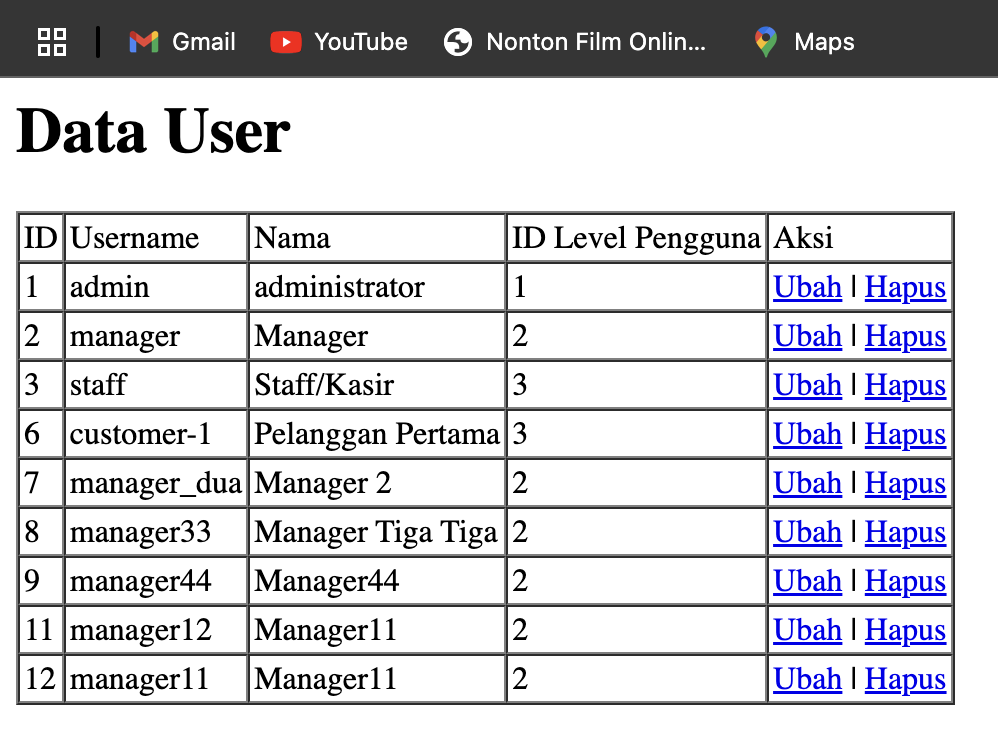 Gmail YouTube Nonton Film Onlin... Maps
Data User
ID Username Nama ID Level Pengguna Aksi
1 admin administrator 1 Ubah | Hapus
2 manager Manager 2 Ubah | Hapus
3 staff Staff/Kasir 3 Ubah | Hapus
6 customer-1 Pelanggan Pertama 3 Ubah | Hapus
7 manager_dua Manager 2 2 Ubah | Hapus
8 manager33 Manager Tiga Tiga 2 Ubah | Hapus
9 manager44 Manager44 2 Ubah | Hapus
11 manager12 Manager11 2 Ubah | Hapus
12 manager11 Manager11 2 Ubah | Hapus